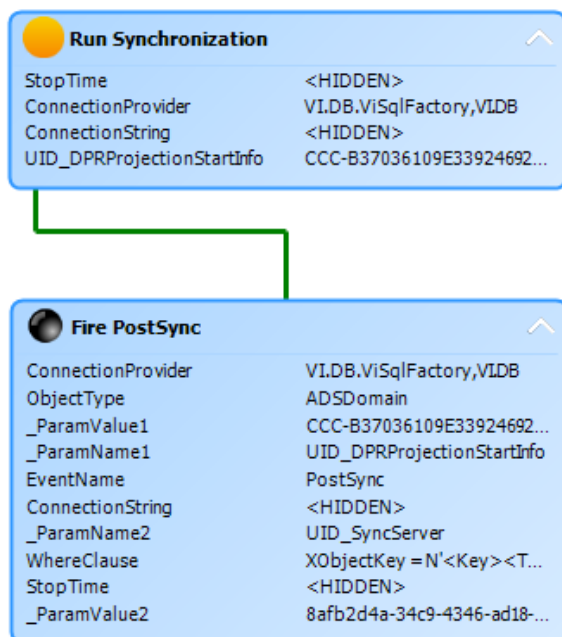 Run Synchronization
StopTime <HIDDEN>
ConnectionProvider VI.DB.ViSqlFactory,VI.DB
ConnectionString <HIDDEN>
UID_DPRProjectionStartInfo CCC-B37036109E33924692...
Fire PostSync
ConnectionProvider VI.DB.ViSqlFactory,VI.DB
ObjectType ADSDomain
_ParamValue1 CCC-B37036109E33924692...
_ParamName1 UID_DPRProjectionStartInfo
EventName PostSync
ConnectionString <HIDDEN>
_ParamName2 UID_SyncServer
WhereClause XObjectKey = N'<Key><T...
StopTime <HIDDEN>
_ParamValue2 8afb2d4a-34c9-4346-ad18-...